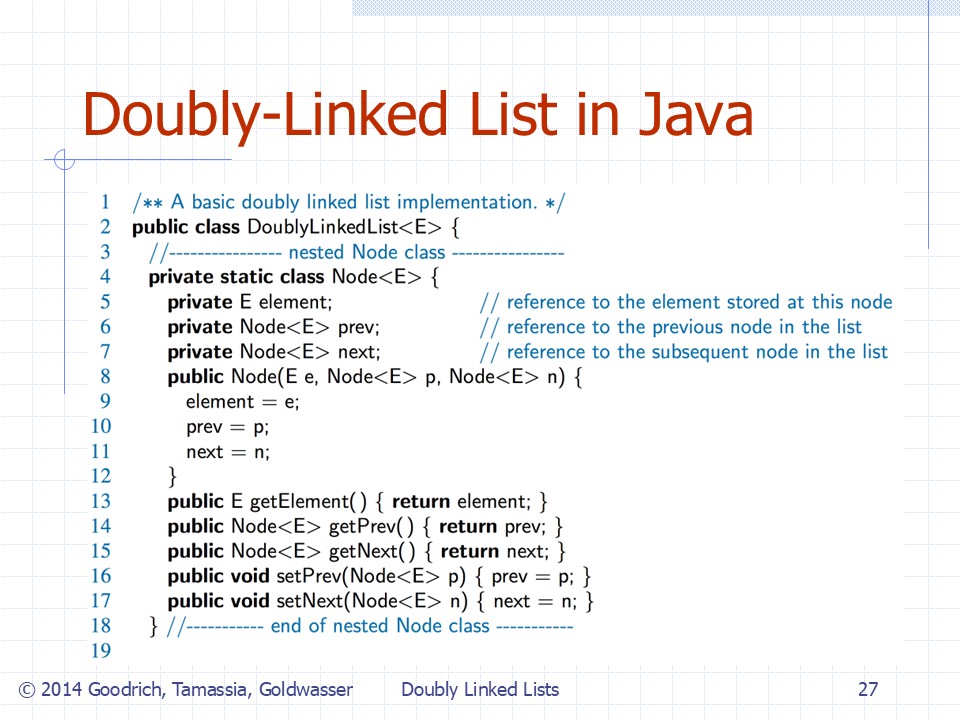 Doubly-Linked List in Java
1 /** A basic doubly linked list implementation. */
2 public class DoublyLinkedList<E> {
3 //---------------- nested Node class ----------------
4 private static class Node<E> {
5 private E element; // reference to the element stored at this node
6 private Node<E> prev; // reference to the previous node in the list
7 private Node<E> next; // reference to the subsequent node in the list
8 public Node(E e, Node<E> p, Node<E> n) {
9 element = e;
10 prev = p;
11 next = n;
12 }
13 public E getElement() { return element; }
14 public Node<E> getPrev() { return prev; }
15 public Node<E> getNext() { return next; }
16 public void setPrev(Node<E> p) { prev = p; }
17 public void setNext(Node<E> n) { next = n; }
18 } //----------- end of nested Node class -----------
19
© 2014 Goodrich, Tamassia, Goldwasser Doubly Linked Lists 27